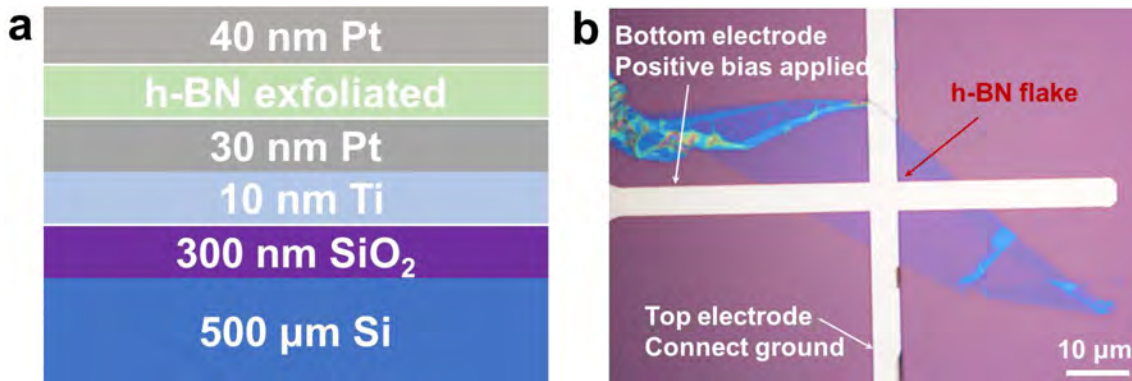 a
40 nm Pt
h-BN exfoliated
30 nm Pt
10 nm Ti
300 nm SiO₂
500 μm Si
b
Bottom electrode
Positive bias applied
h-BN flake
Top electrode
Connect ground
10 μm